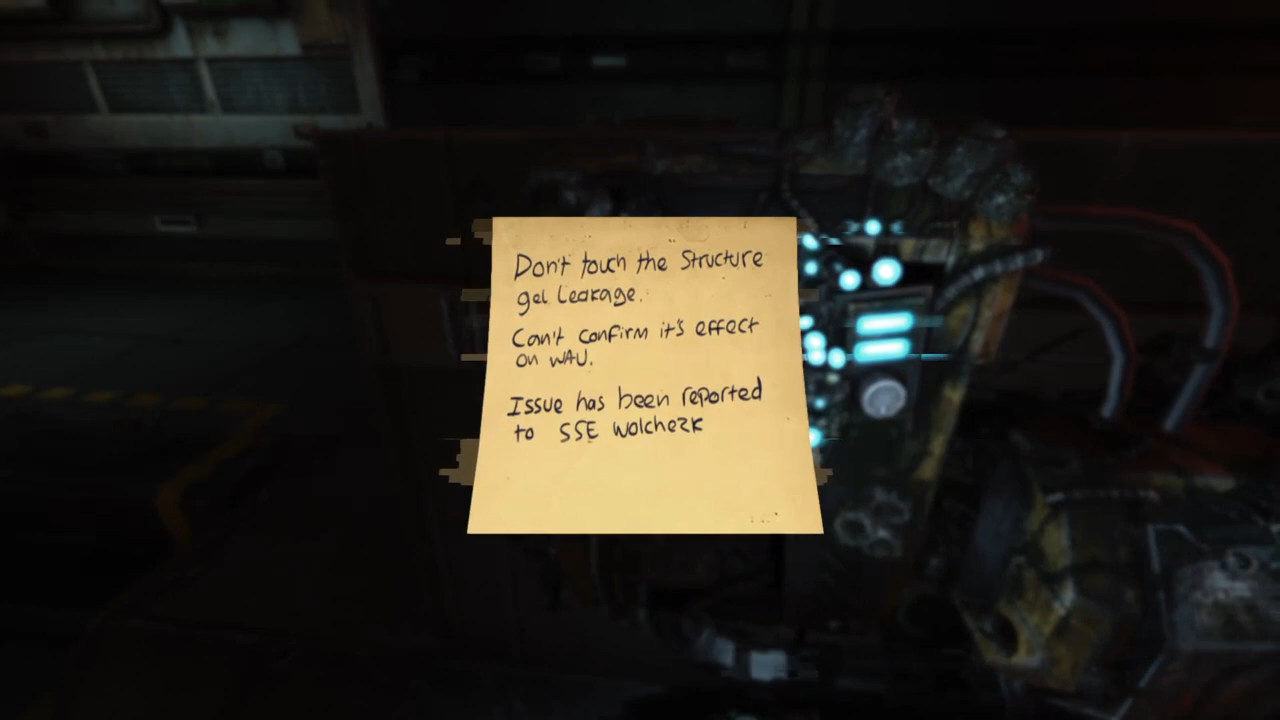 Don't touch the Structure
gel Leakage.
Can't confirm it's effect
on WAU.
Issue has been reported
to SSE Wolchezk